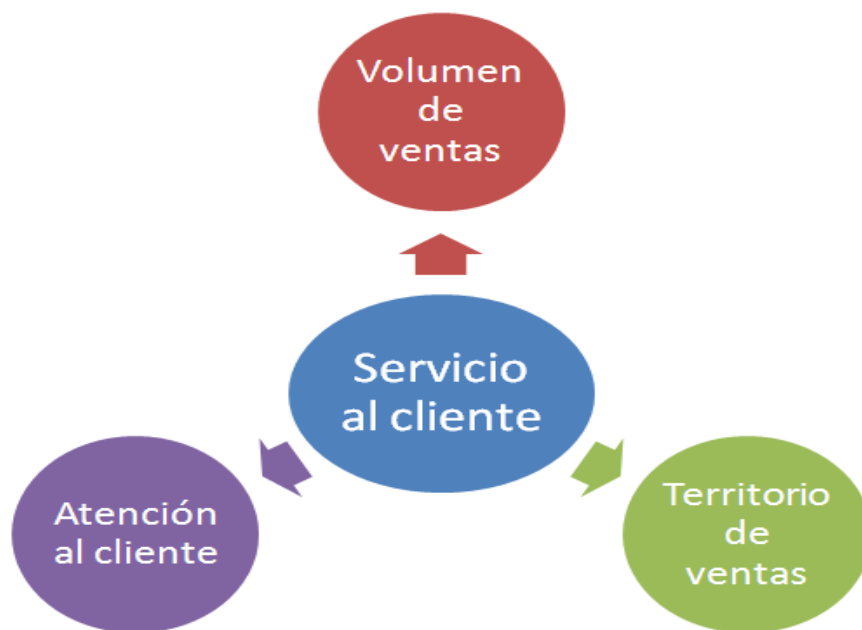 Volumen
de
ventas
Servicio
al cliente
Atención
al cliente
Territorio
de
ventas